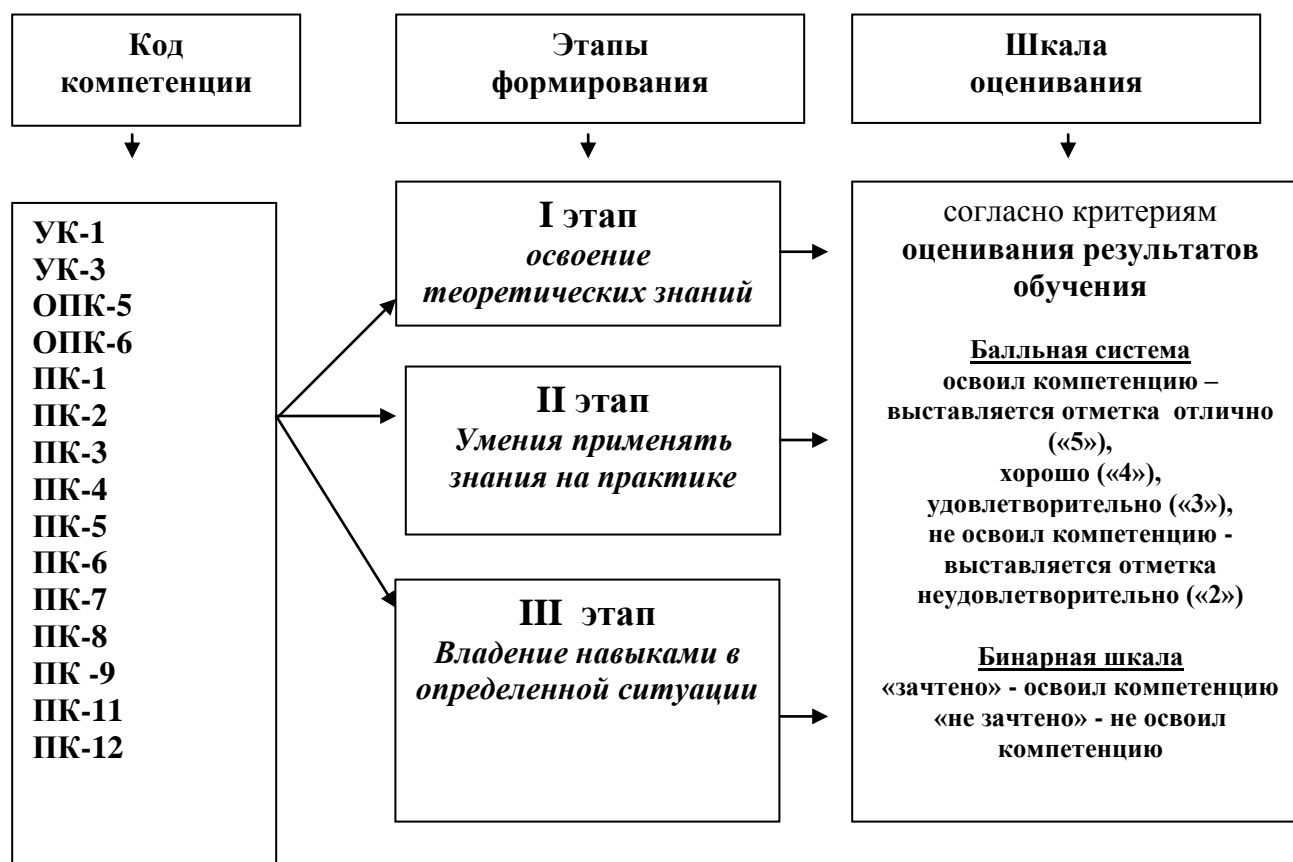 Код
компетенции
Этапы
формирования
Шкала
оценивания
УК-1
УК-3
ОПК-5
ОПК-6
ПК-1
ПК-2
ПК-3
ПК-4
ПК-5
ПК-6
ПК-7
ПК-8
ПК -9
ПК-11
ПК-12
I этап
освоение
теоретических знаний
II этап
Умения применять
знания на практике
III этап
Владение навыками в
определенной ситуации
согласно критериям
оценивания результатов
обучения
Балльная система
освоил компетенцию –
выставляется отметка отлично
(«5»),
хорошо («4»),
удовлетворительно («3»),
не освоил компетенцию -
выставляется отметка
неудовлетворительно («2»)
Бинарная шкала
«зачтено» - освоил компетенцию
«не зачтено» - не освоил
компетенцию